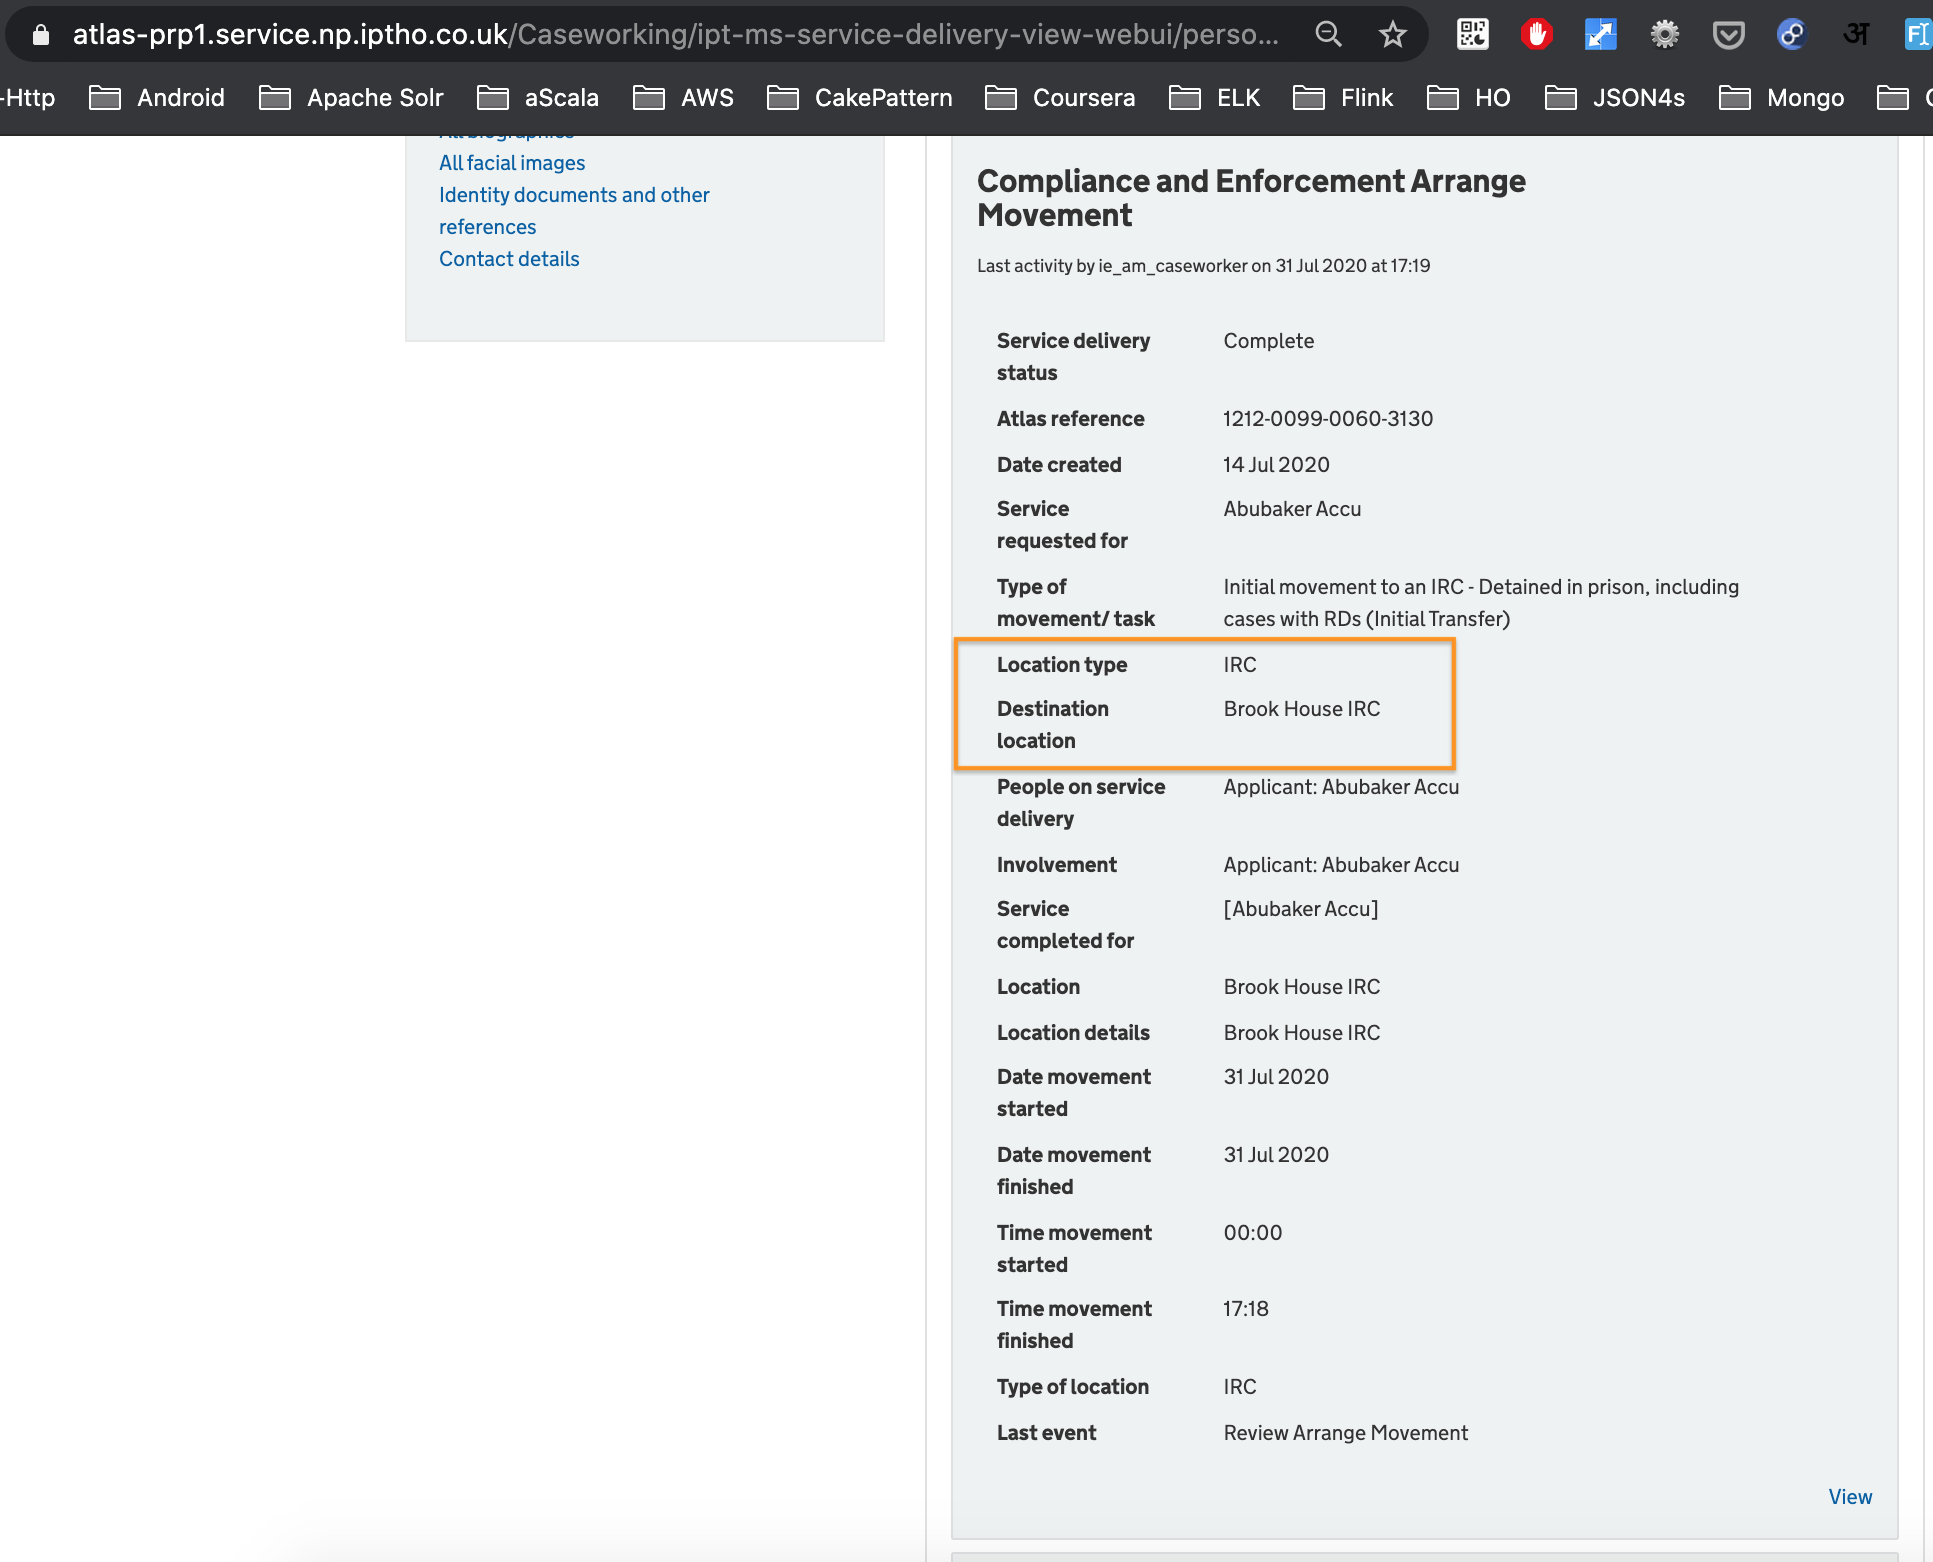 atlas-prp1.service.np.iptho.co.uk/Caseworking/ipt-ms-service-delivery-view-webui/perso...
अ
-Http Android Apache Solr aScala AWS CakePattern Coursera ELK Flink HO JSON4s Mongo
All biographics
All facial images
Identity documents and other
references
Contact details
Compliance and Enforcement Arrange
Movement
Last activity by ie_am_caseworker on 31 Jul 2020 at 17:19
Service delivery Complete
status
Atlas reference 1212-0099-0060-3130
Date created 14 Jul 2020
Service Abubaker Accu
requested for
Type of Initial movement to an IRC - Detained in prison, including
movement/ task cases with RDs (Initial Transfer)
Location type IRC
Destination Brook House IRC
location
People on service Applicant: Abubaker Accu
delivery
Involvement Applicant: Abubaker Accu
Service [Abubaker Accu]
completed for
Location Brook House IRC
Location details Brook House IRC
Date movement 31 Jul 2020
started
Date movement 31 Jul 2020
finished
Time movement 00:00
started
Time movement 17:18
finished
Type of location IRC
Last event Review Arrange Movement
View